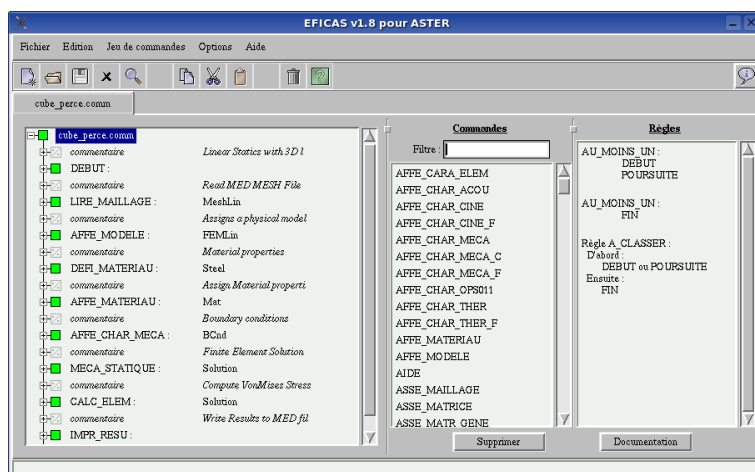 EFICAS v1.8 pour ASTER
Fichier Edition Jeu de commandes Options Aide
cube_perce.comm
cube_perce.comm
commentaire Linear Statics with 3D l
DEBUT :
commentaire Read MED MESH File
LIRE_MAILLAGE : MeshLin
commentaire Assigns a physical model
AFFE_MODELE : FEMLin
commentaire Material properties
DEFI_MATERIAU : Steel
commentaire Assign Material properti
AFFE_MATERIAU : Mat
commentaire Boundary conditions
AFFE_CHAR_MECA : BCnd
commentaire Finite Element Solution
MECA_STATIQUE : Solution
commentaire Compute VonMises Stress
CALC_ELEM : Solution
commentaire Write Results to MED fil
IMPR_RESU :
Commandes
Filtre :
AFFE_CARA_ELEM
AFFE_CHAR_ACOU
AFFE_CHAR_CINE
AFFE_CHAR_CINE_F
AFFE_CHAR_MECA
AFFE_CHAR_MECA_C
AFFE_CHAR_MECA_F
AFFE_CHAR_OPS011
AFFE_CHAR_THER
AFFE_CHAR_THER_F
AFFE_MATERIAU
AFFE_MODELE
AIDE
ASSE_MAILLAGE
ASSE_MATRICE
ASSE_MATR_GENE
Supprimer
Règles
AU_MOINS_UN :
DEBUT
POURSUITE
AU_MOINS_UN :
FIN
Règle A_CLASSER :
D'abord :
DEBUT ou POURSUITE
Ensuite :
FIN
Documentation